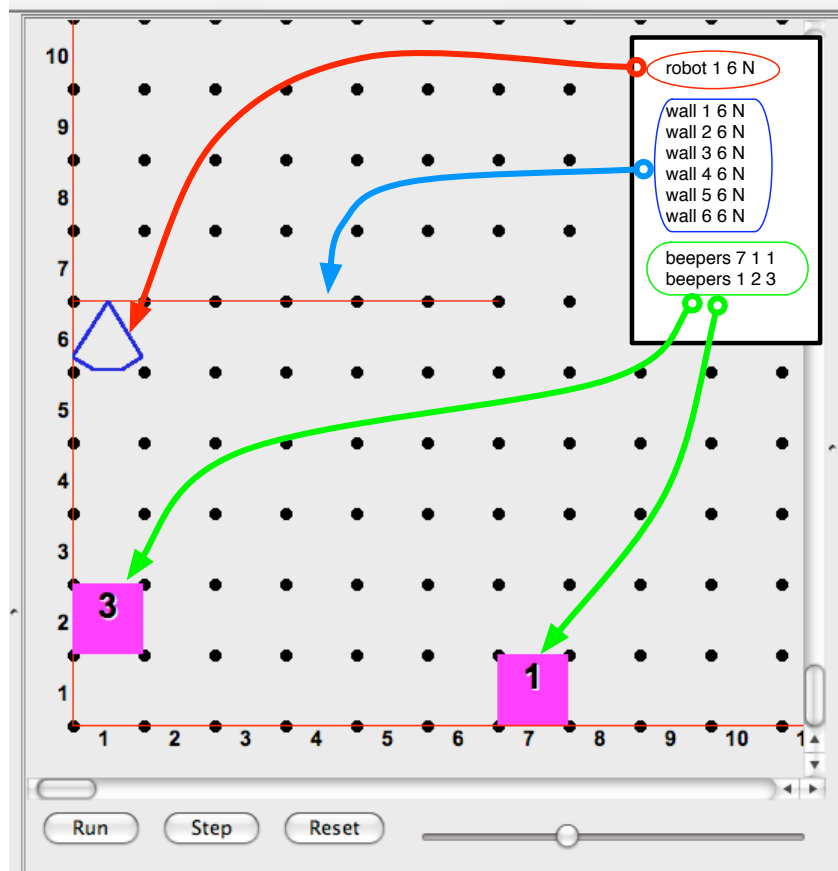 10
robot 1 6 N
wall 1 6 N
9
wall 2 6 N
wall 3 6 N
wall 4 6 N
8
wall 5 6 N
wall 6 6 N
beepers 7 1 1
7
beepers 1 2 3
6
5
4
3
3
2
1
1
1 2 3 4 5 6 7 8 9 10 1
Run Step Reset